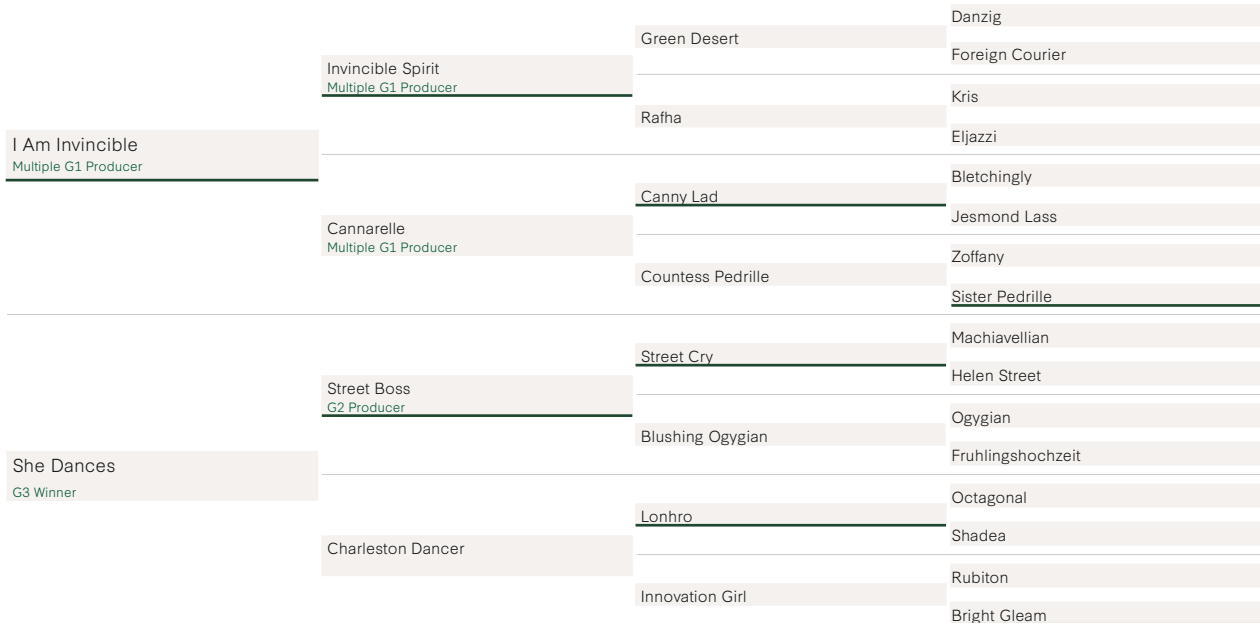 I Am Invincible
Multiple G1 Producer
She Dances
G3 Winner
Invincible Spirit
Multiple G1 Producer
Cannarelle
Multiple G1 Producer
Street Boss
G2 Producer
Charleston Dancer
Green Desert
Rafha
Canny Lad
Countess Pedrille
Street Cry
Blushing Ogygian
Lonhro
Innovation Girl
Danzig
Foreign Courier
Kris
Eljazzi
Bletchingly
Jesmond Lass
Zoffany
Sister Pedrille
Machiavellian
Helen Street
Ogygian
Fruhlingshochzeit
Octagonal
Shadea
Rubiton
Bright Gleam